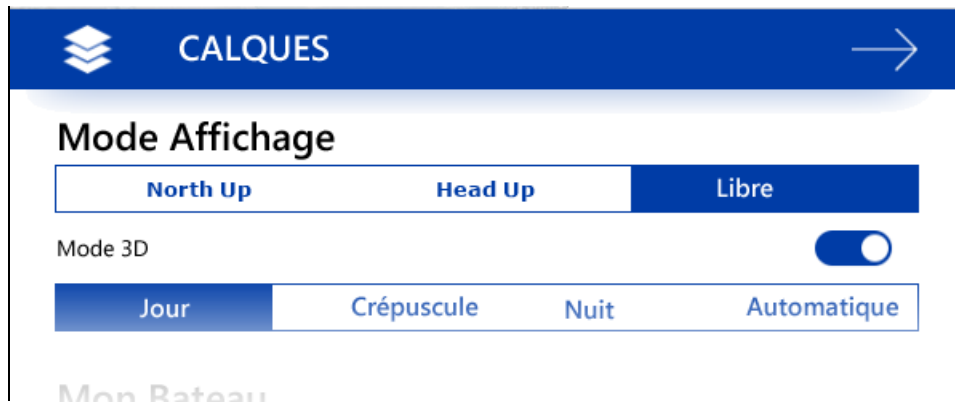 CALQUES
Mode Affichage
North Up Head Up Libre
Mode 3D
Jour Crépuscule Nuit Automatique
Mon Bateau